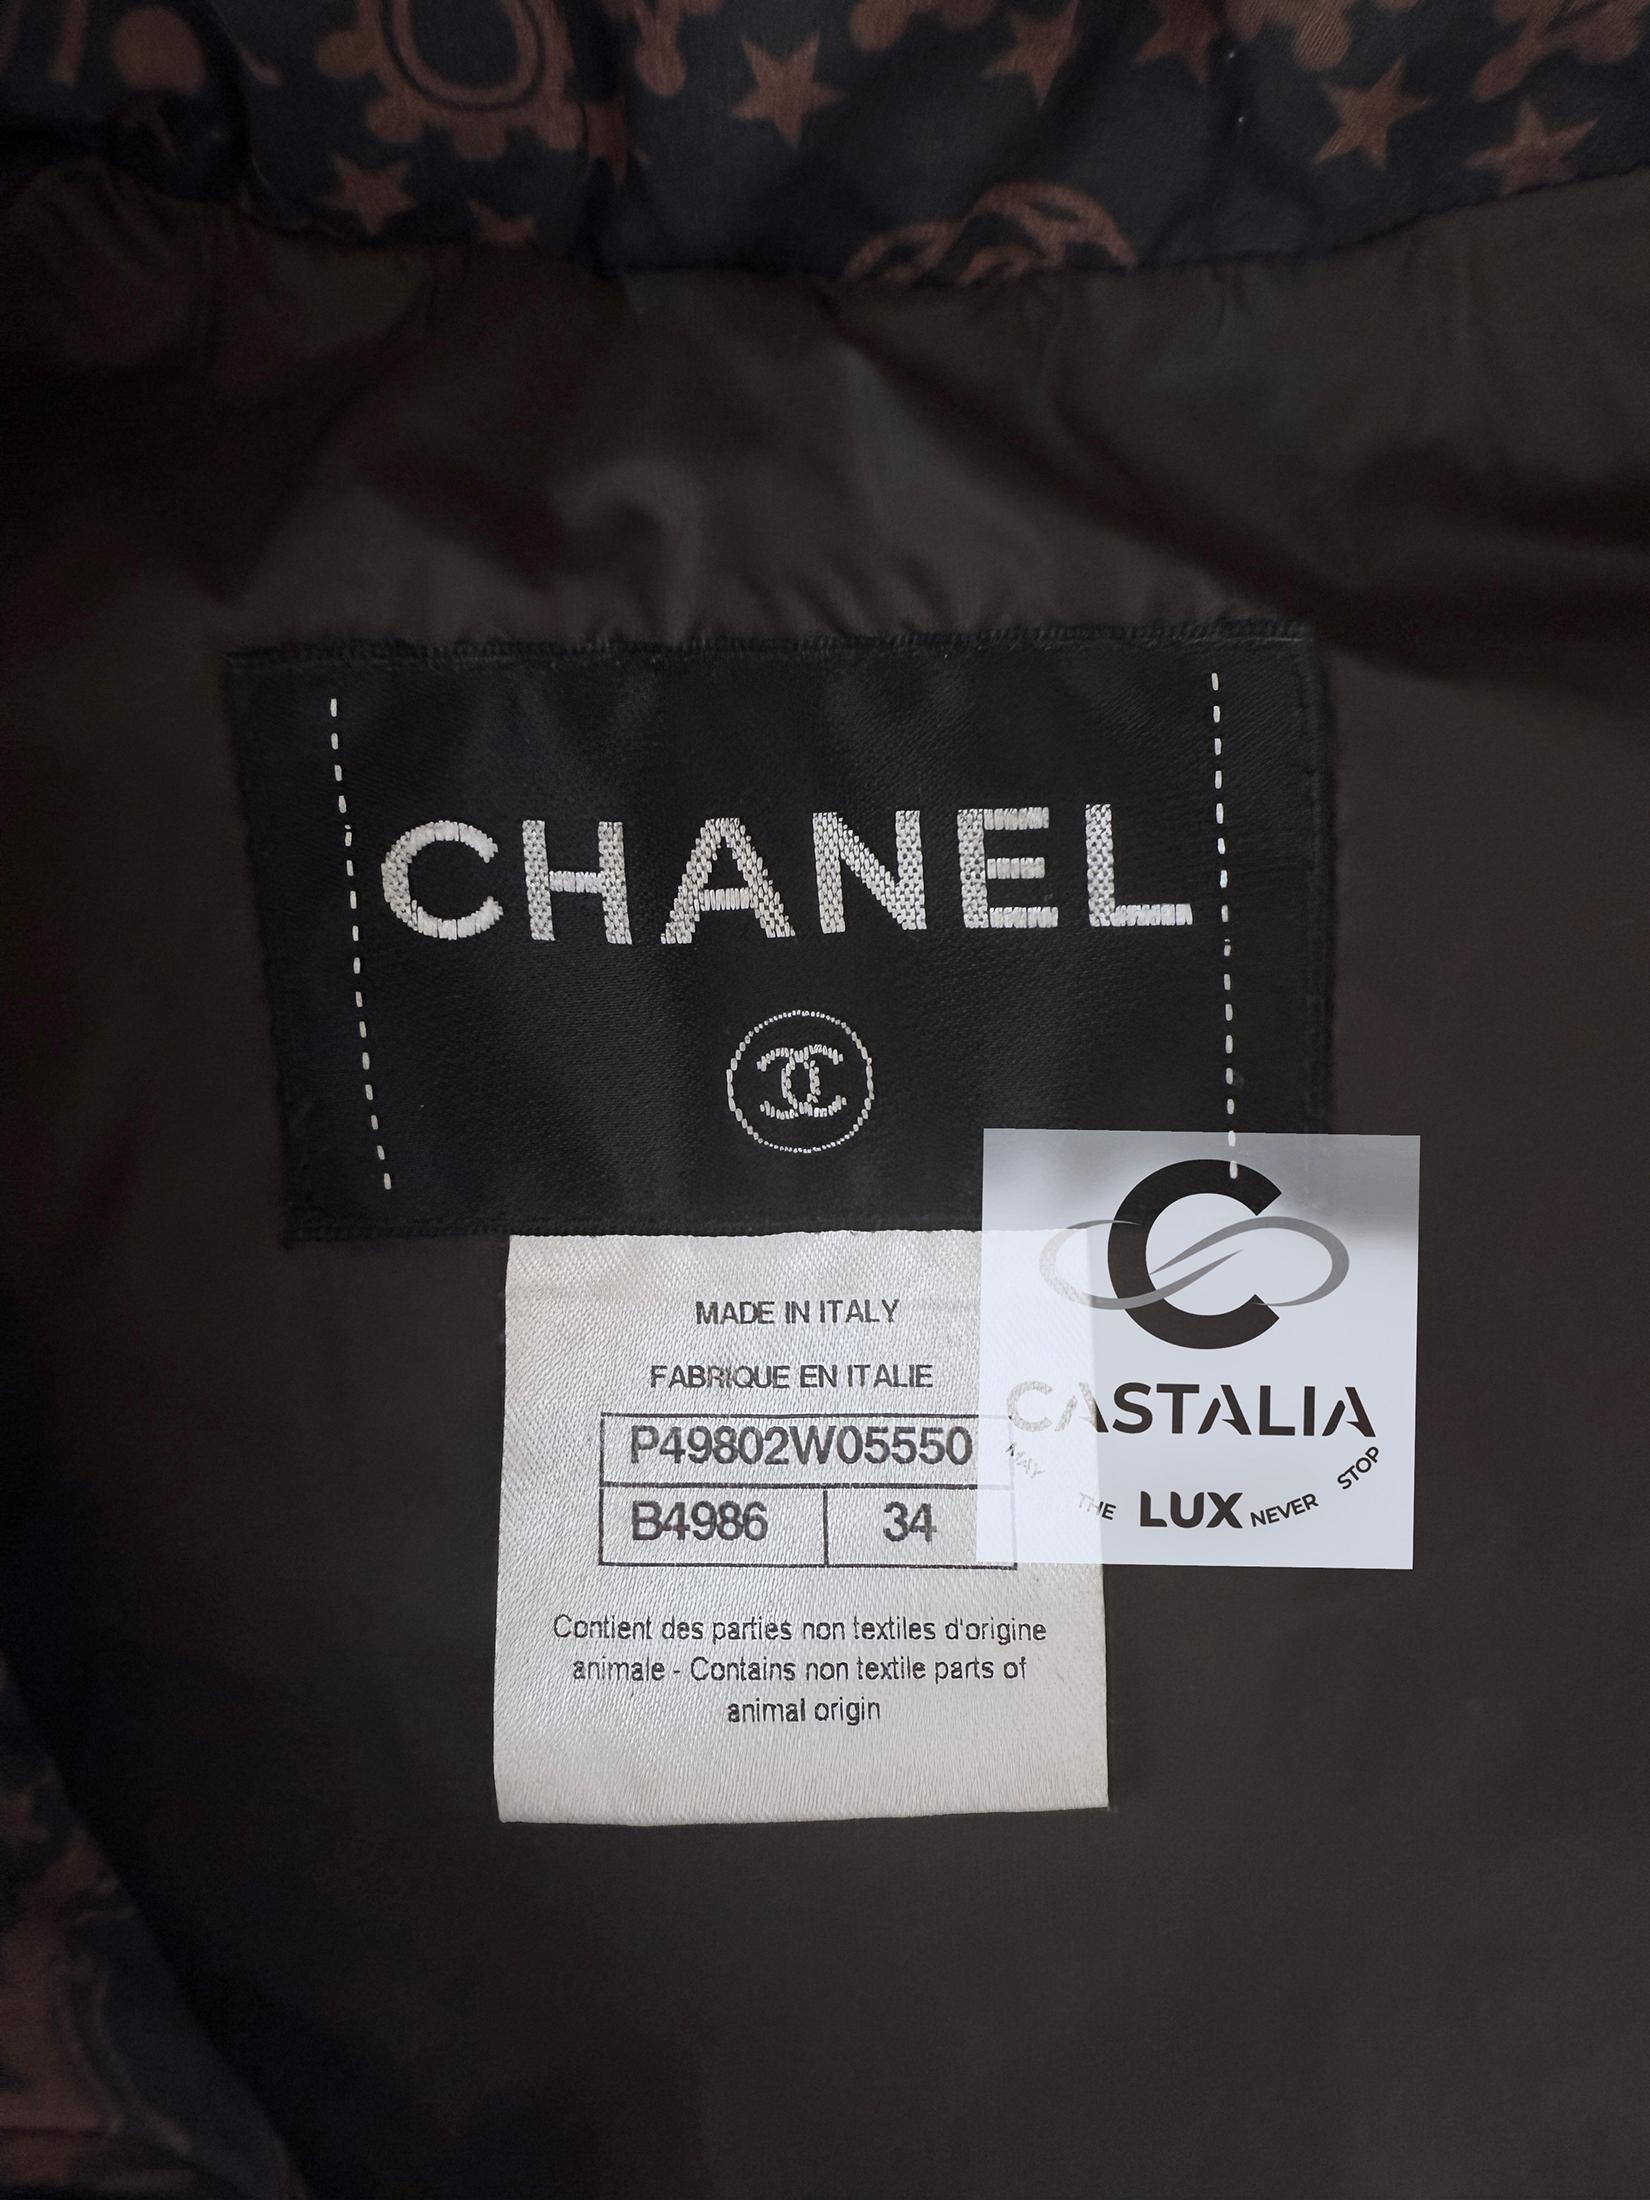 CHANEL
MADE IN ITALY
FABRIQUE EN ITALIE
P49802W05550
B4986 34
Contient des parties non textiles d'origine
animale - Contains non textile parts of
animal origin
CASTALIA
MAY THE LUX NEVER STOP